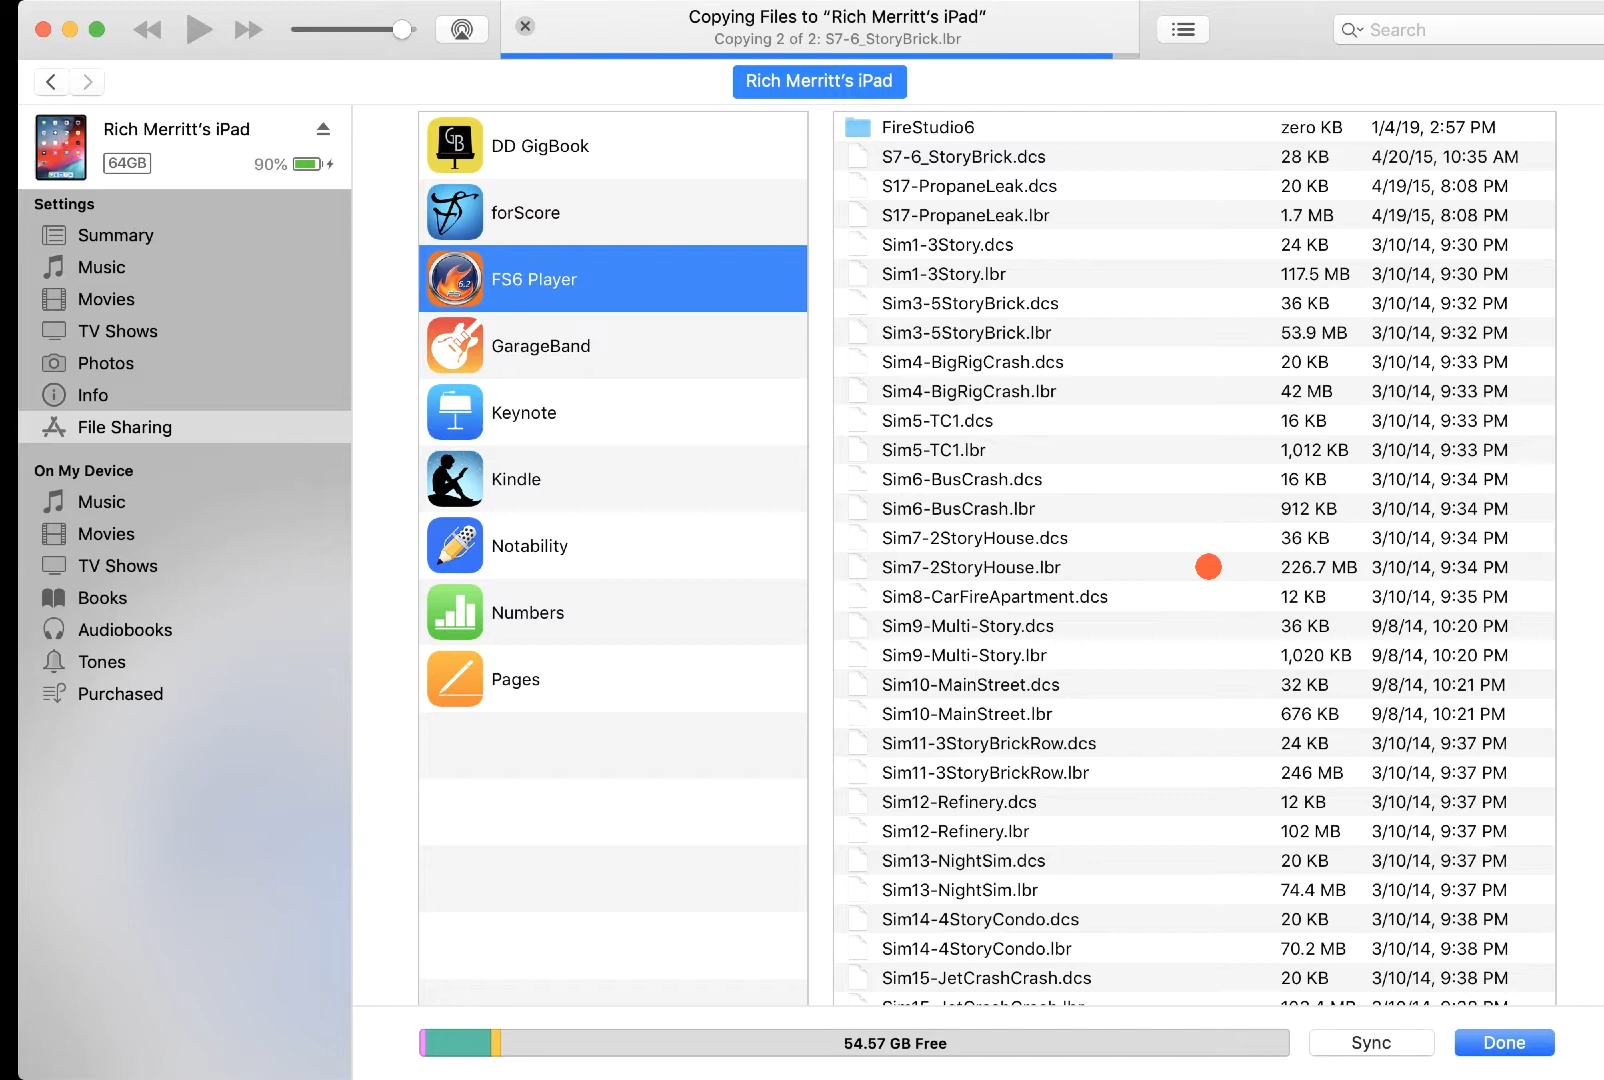 Copying Files to “Rich Merritt’s iPad”
Copying 2 of 2: S7-6_StoryBrick.lbr
Search
Rich Merritt’s iPad
Rich Merritt’s iPad
64GB
90%
Settings
Summary
Music
Movies
TV Shows
Photos
Info
File Sharing
On My Device
Music
Movies
TV Shows
Books
Audiobooks
Tones
Purchased
GB
DD GigBook
forScore
6.2
FS
FS6 Player
GarageBand
Keynote
Kindle
Notability
Numbers
Pages
FireStudio6 zero KB 1/4/19, 2:57 PM
S7-6_StoryBrick.dcs 28 KB 4/20/15, 10:35 AM
S17-PropaneLeak.dcs 20 KB 4/19/15, 8:08 PM
S17-PropaneLeak.lbr 1.7 MB 4/19/15, 8:08 PM
Sim1-3Story.dcs 24 KB 3/10/14, 9:30 PM
Sim1-3Story.lbr 117.5 MB 3/10/14, 9:30 PM
Sim3-5StoryBrick.dcs 36 KB 3/10/14, 9:32 PM
Sim3-5StoryBrick.lbr 53.9 MB 3/10/14, 9:32 PM
Sim4-BigRigCrash.dcs 20 KB 3/10/14, 9:33 PM
Sim4-BigRigCrash.lbr 42 MB 3/10/14, 9:33 PM
Sim5-TC1.dcs 16 KB 3/10/14, 9:33 PM
Sim5-TC1.lbr 1,012 KB 3/10/14, 9:33 PM
Sim6-BusCrash.dcs 16 KB 3/10/14, 9:34 PM
Sim6-BusCrash.lbr 912 KB 3/10/14, 9:34 PM
Sim7-2StoryHouse.dcs 36 KB 3/10/14, 9:34 PM
Sim7-2StoryHouse.lbr 226.7 MB 3/10/14, 9:34 PM
Sim8-CarFireApartment.dcs 12 KB 3/10/14, 9:35 PM
Sim9-Multi-Story.dcs 36 KB 9/8/14, 10:20 PM
Sim9-Multi-Story.lbr 1,020 KB 9/8/14, 10:20 PM
Sim10-MainStreet.dcs 32 KB 9/8/14, 10:21 PM
Sim10-MainStreet.lbr 676 KB 9/8/14, 10:21 PM
Sim11-3StoryBrickRow.dcs 24 KB 3/10/14, 9:37 PM
Sim11-3StoryBrickRow.lbr 246 MB 3/10/14, 9:37 PM
Sim12-Refinery.dcs 12 KB 3/10/14, 9:37 PM
Sim12-Refinery.lbr 102 MB 3/10/14, 9:37 PM
Sim13-NightSim.dcs 20 KB 3/10/14, 9:37 PM
Sim13-NightSim.lbr 74.4 MB 3/10/14, 9:37 PM
Sim14-4StoryCondo.dcs 20 KB 3/10/14, 9:38 PM
Sim14-4StoryCondo.lbr 70.2 MB 3/10/14, 9:38 PM
Sim15-JetCrashCrash.dcs 20 KB 3/10/14, 9:38 PM
54.57 GB Free
Sync
Done